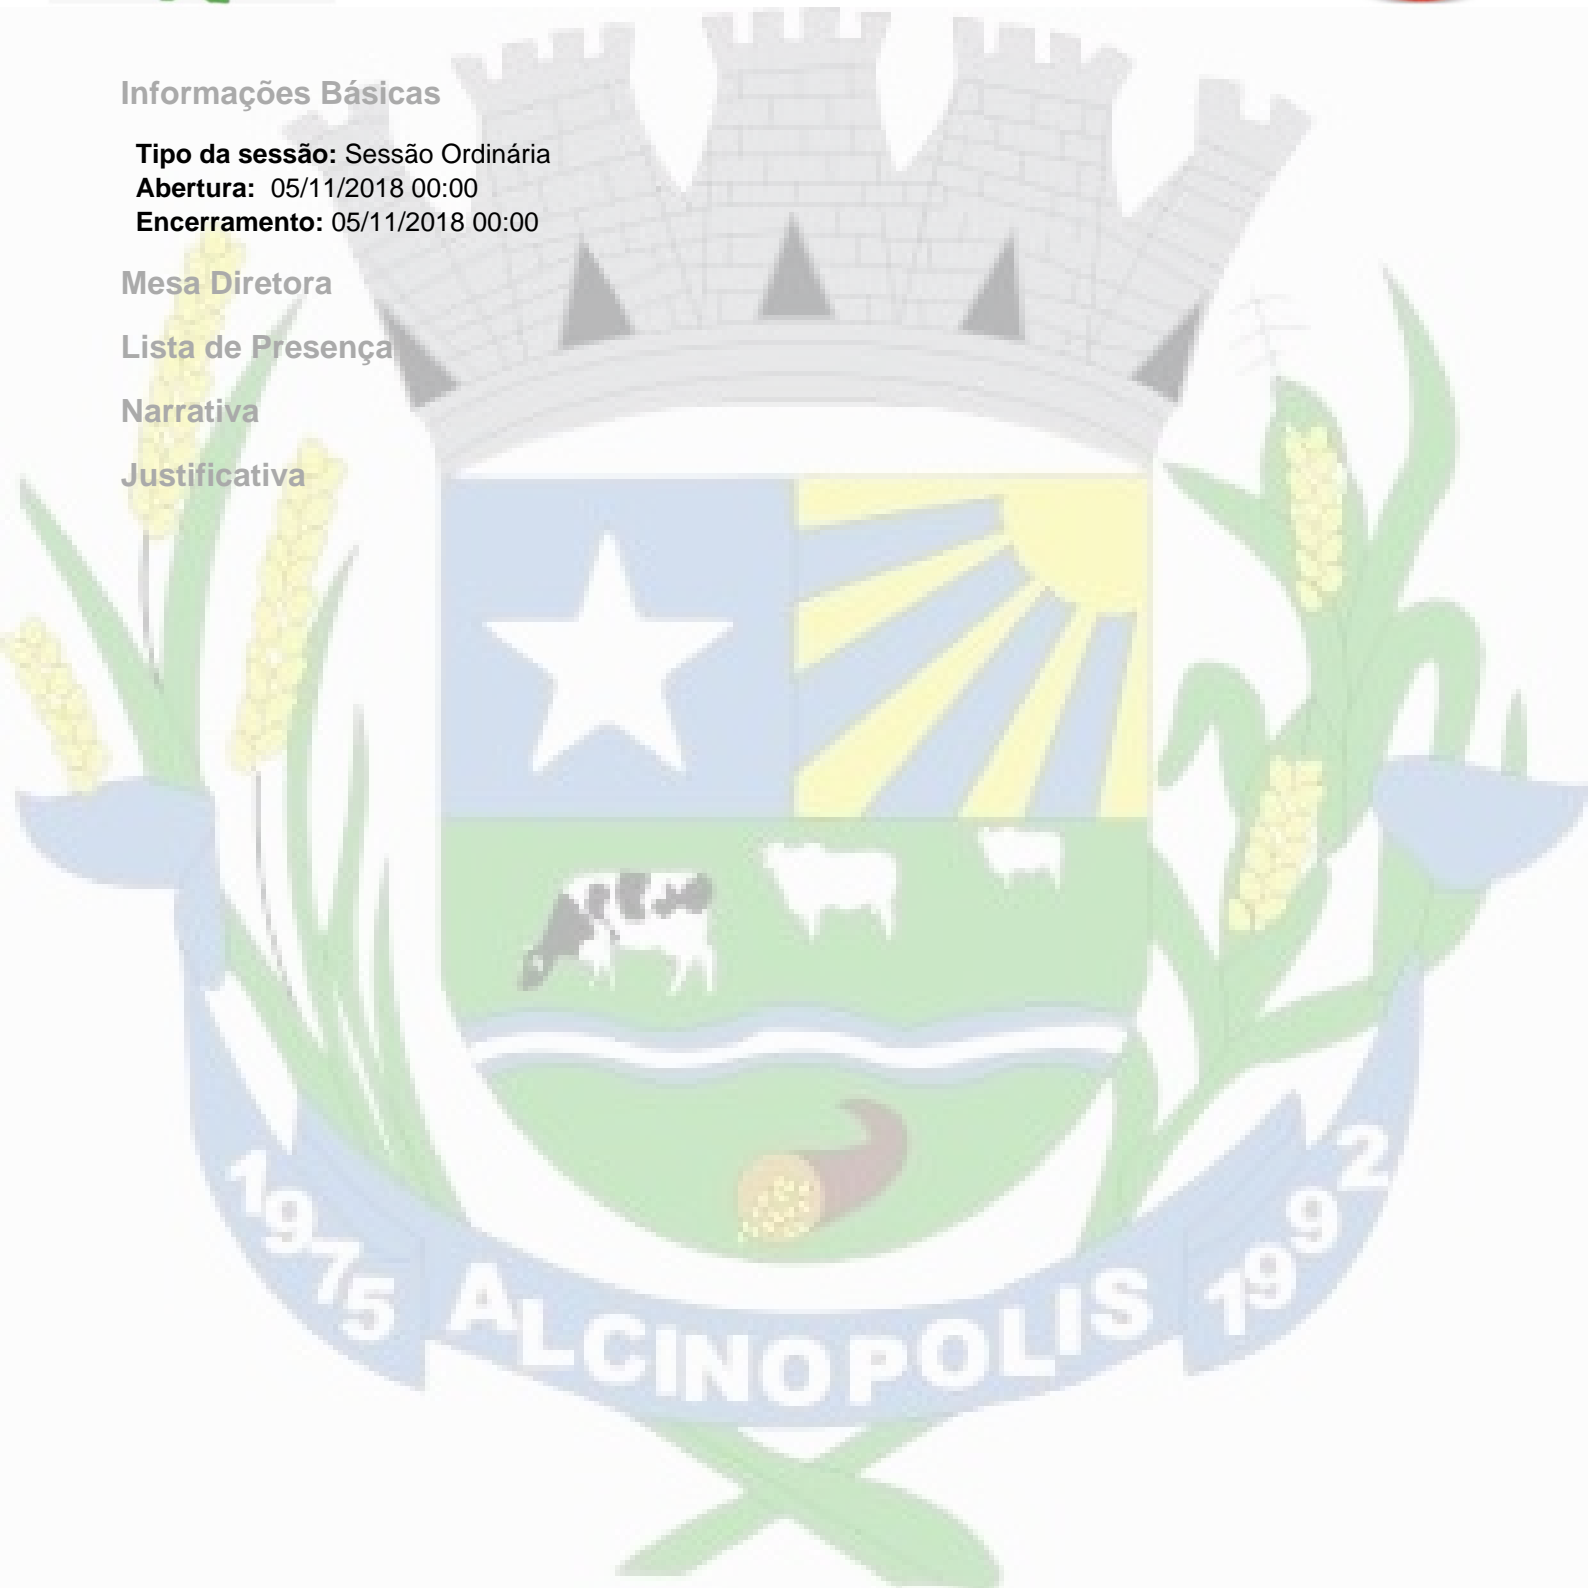 Informações Básicas
Tipo da sessão: Sessão Ordinária
Abertura: 05/11/2018 00:00
Encerramento: 05/11/2018 00:00
Mesa Diretora
Lista de Presença
Narrativa
Justificativa
1975 ALCINOPOLIS 1992